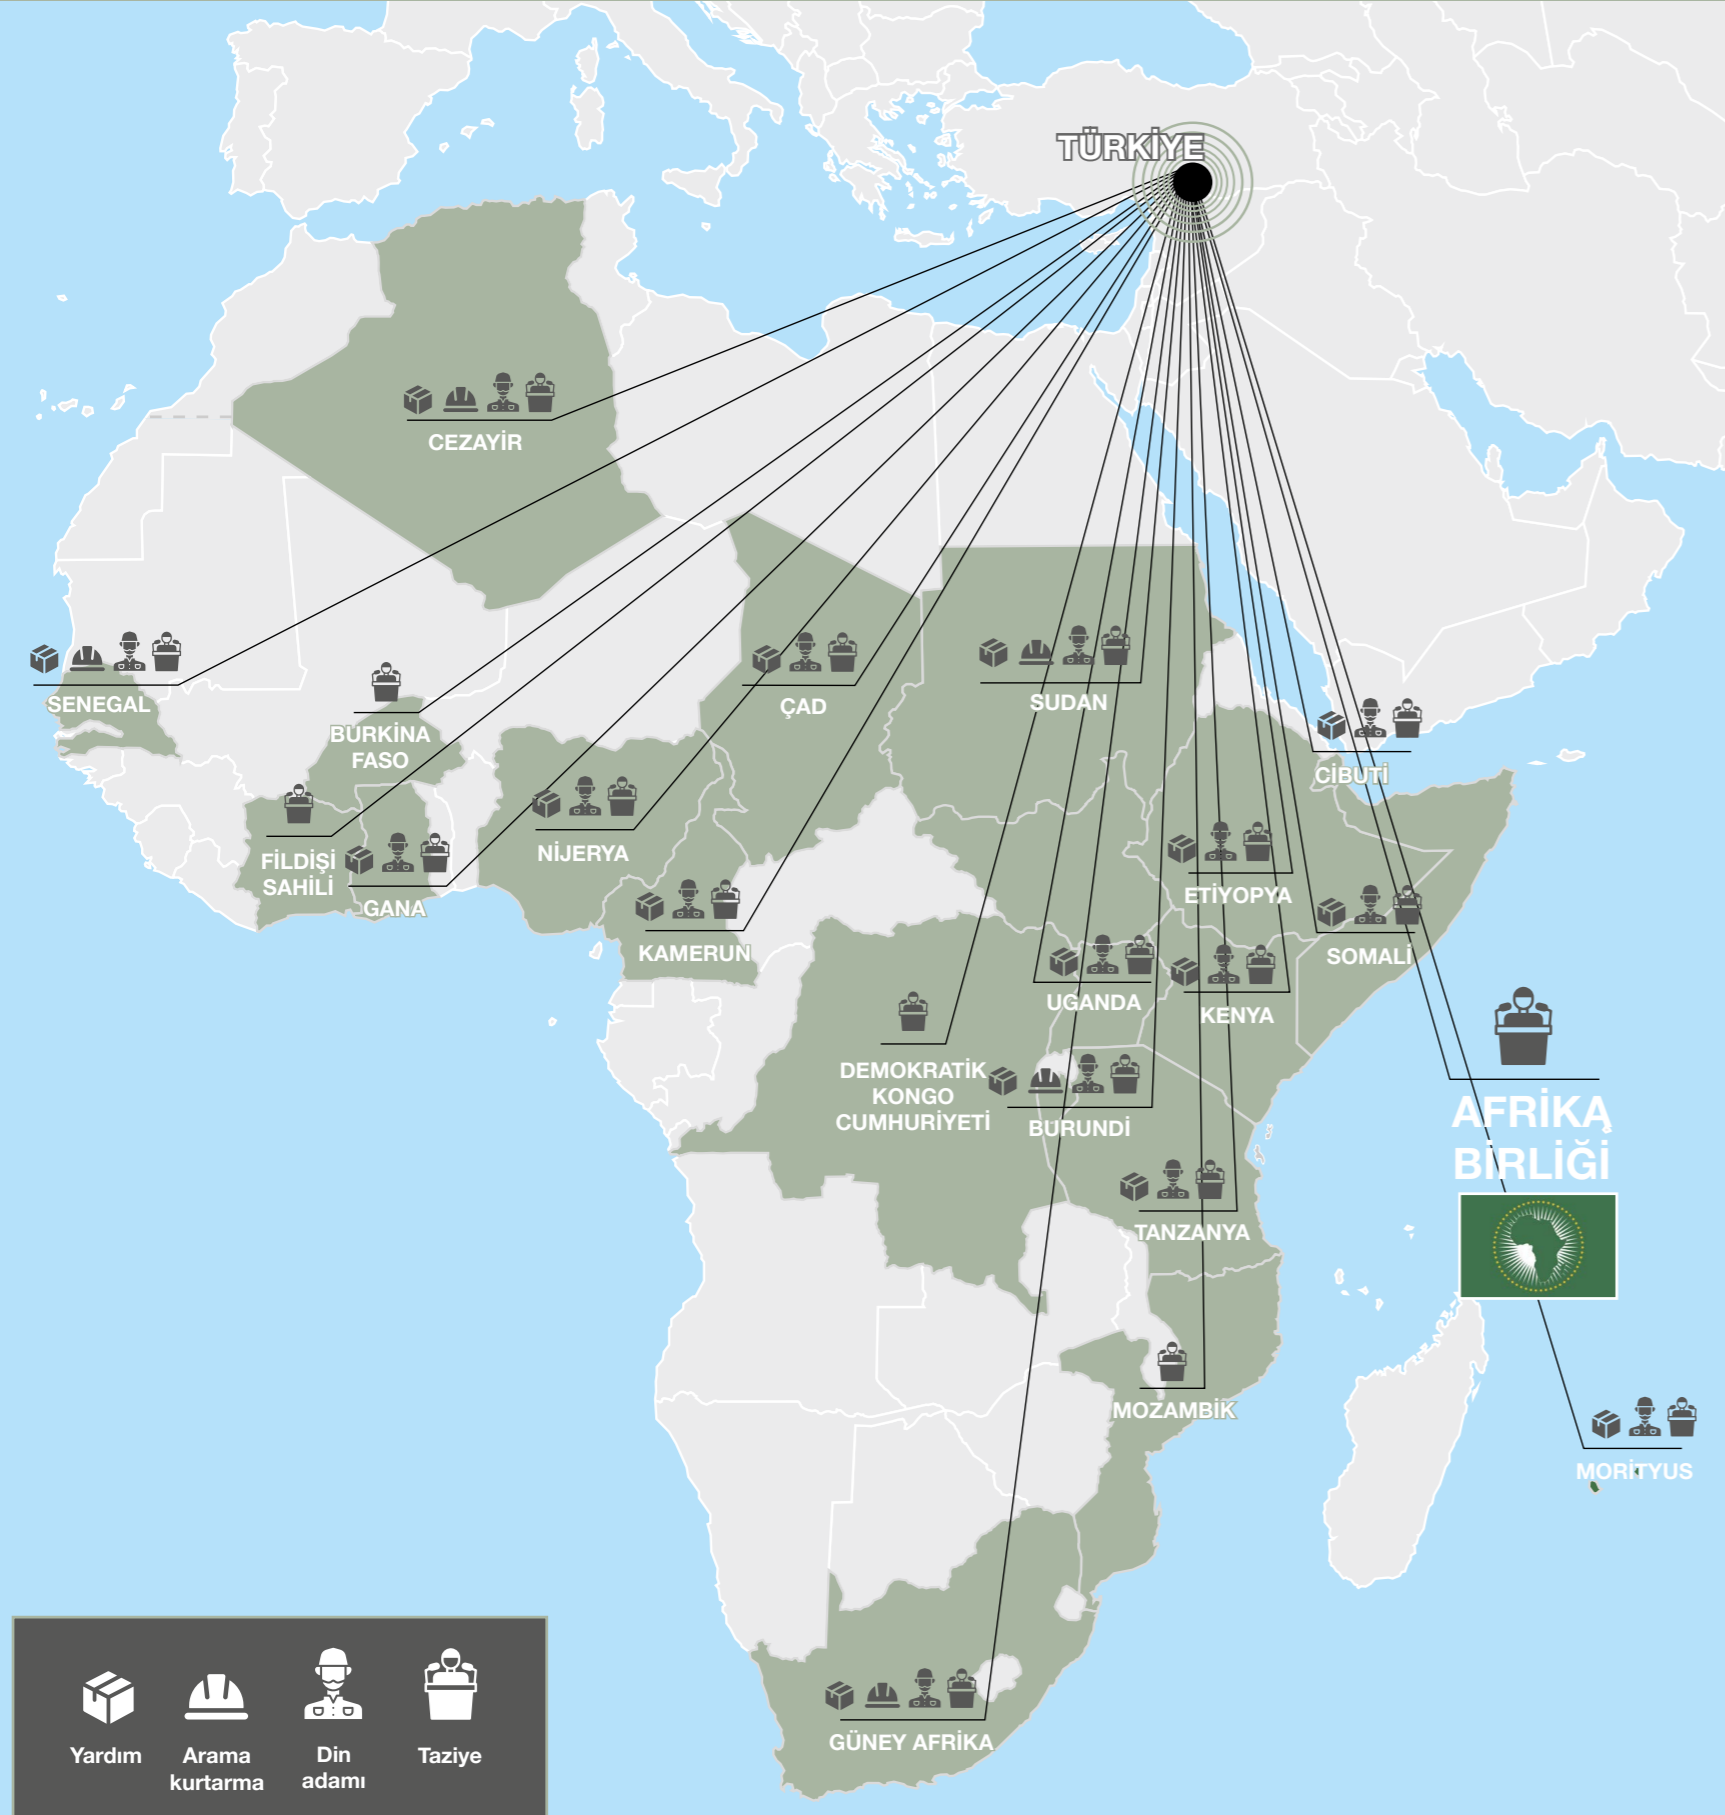 TÜRKİYE
CEZAYİR
SENEGAL
BURKİNA
FASO
ÇAD
SUDAN
CİBUTİ
FİLDİŞİ
SAHİLİ
GANA
NİJERYA
KAMERUN
ETİYOPYA
SOMALİ
UGANDA
KENYA
DEMOKRATİK
KONGO
CUMHURİYETİ
BURUNDİ
AFRİKA
BİRLİĞİ
TANZANYA
MOZAMBİK
MORİTYUS
GÜNEY AFRİKA
Yardım
Arama
kurtarma
Din
adamı
Taziye